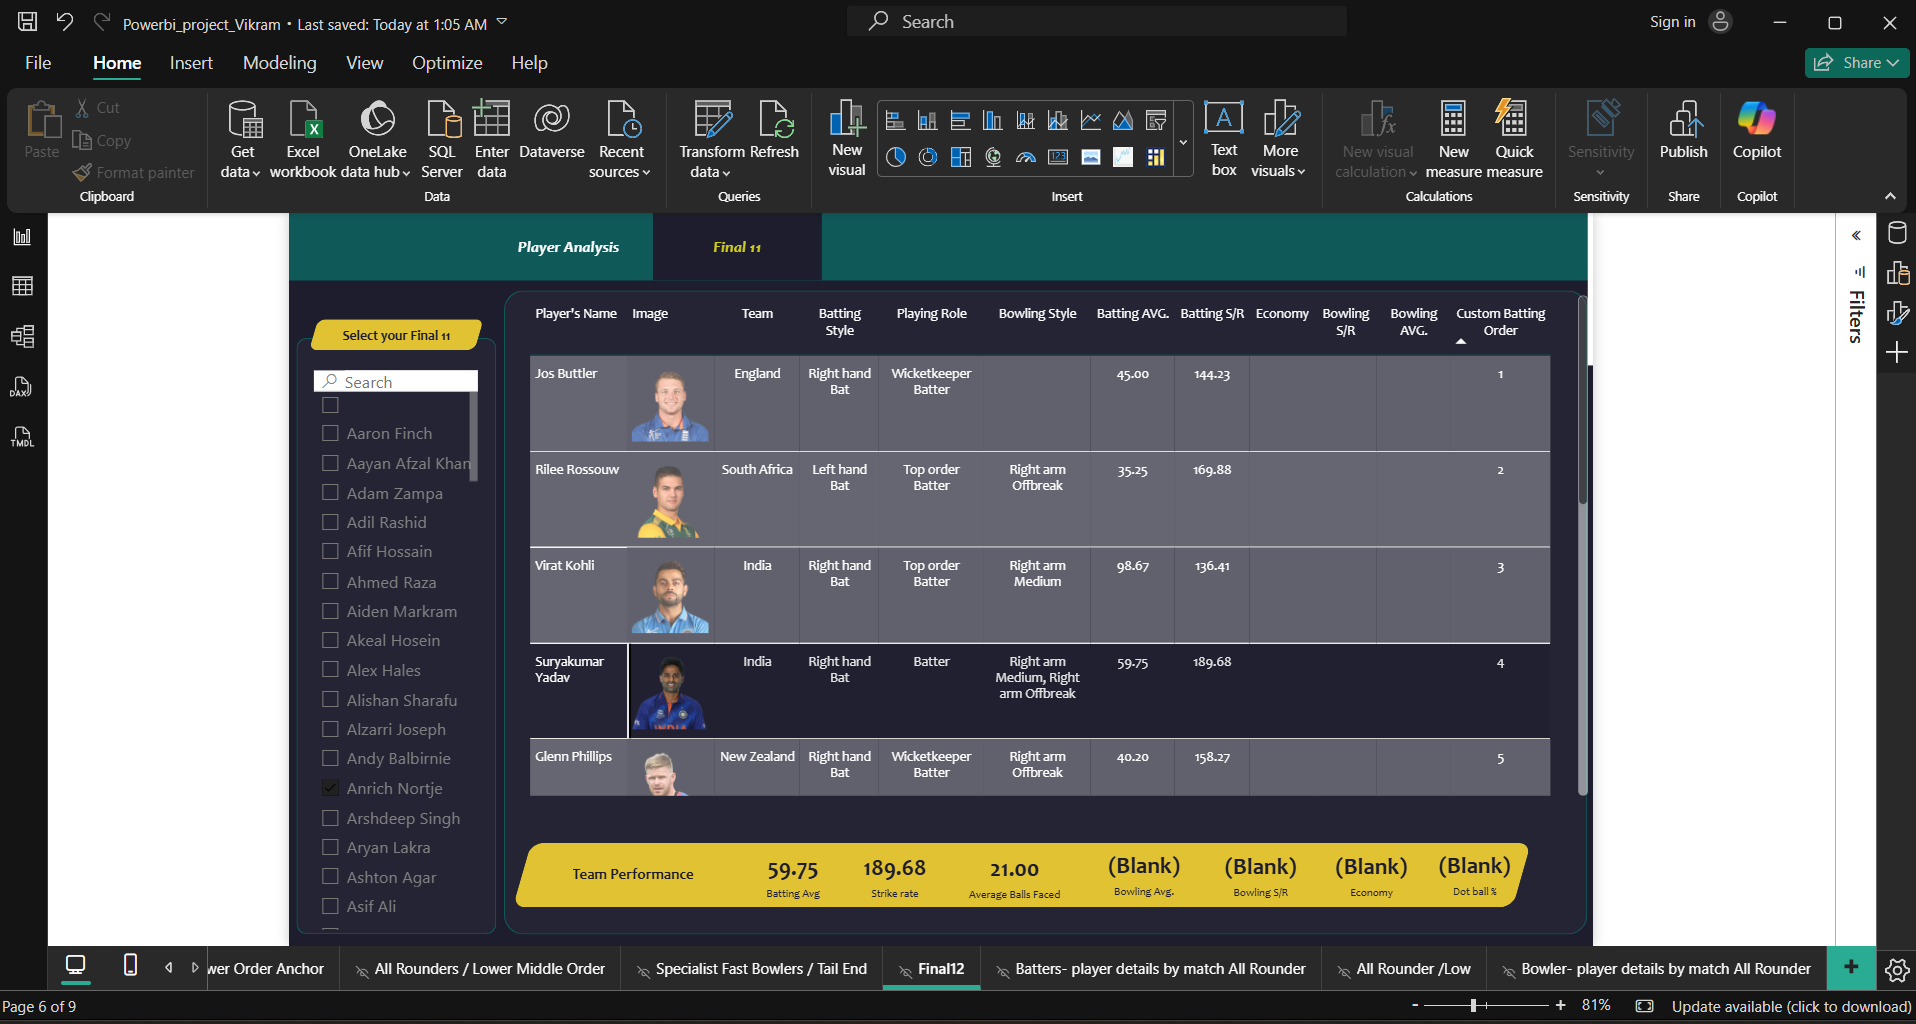 Powerbi_project_Vikram • Last saved: Today at 1:05 AM
Search
Sign in
File
Home
Insert
Modeling
View
Optimize
Help
Share
Paste
Cut
Copy
Format painter
Clipboard
Get data
Excel workbook
OneLake data hub
SQL Server
Enter data
Dataverse
Recent sources
Data
Transform data
Refresh
Queries
New visual
Text box
More visuals
Insert
New visual calculation
New measure
Quick measure
Calculations
Sensitivity
Sensitivity
Publish
Share
Copilot
Copilot
DAX
TMDL
Player Analysis
Final 11
Select your Final 11
Search
Aaron Finch
Aayan Afzal Khan
Adam Zampa
Adil Rashid
Afif Hossain
Ahmed Raza
Aiden Markram
Akeal Hosein
Alex Hales
Alishan Sharafu
Alzarri Joseph
Andy Balbirnie
Anrich Nortje
Arshdeep Singh
Aryan Lakra
Ashton Agar
Asif Ali
Player's Name Image Team Batting Style Playing Role Bowling Style Batting AVG. Batting S/R Economy Bowling S/R Bowling AVG. Custom Batting Order
Jos Buttler England Right hand Bat Wicketkeeper Batter 45.00 144.23 1
Rilee Rossouw South Africa Left hand Bat Top order Batter Right arm Offbreak 35.25 169.88 2
Virat Kohli India Right hand Bat Top order Batter Right arm Medium 98.67 136.41 3
Suryakumar Yadav India Right hand Bat Batter Right arm Medium, Right arm Offbreak 59.75 189.68 4
Glenn Phillips New Zealand Right hand Bat Wicketkeeper Batter Right arm Offbreak 40.20 158.27 5
Team Performance
59.75
Batting Avg
189.68
Strike rate
21.00
Average Balls Faced
(Blank)
Bowling Avg.
(Blank)
Bowling S/R
(Blank)
Economy
(Blank)
Dot ball %
Filters
wer Order Anchor
All Rounders / Lower Middle Order
Specialist Fast Bowlers / Tail End
Final12
Batters- player details by match All Rounder
All Rounder /Low
Bowler- player details by match All Rounder
Page 6 of 9
- + 81%
Update available (click to download)